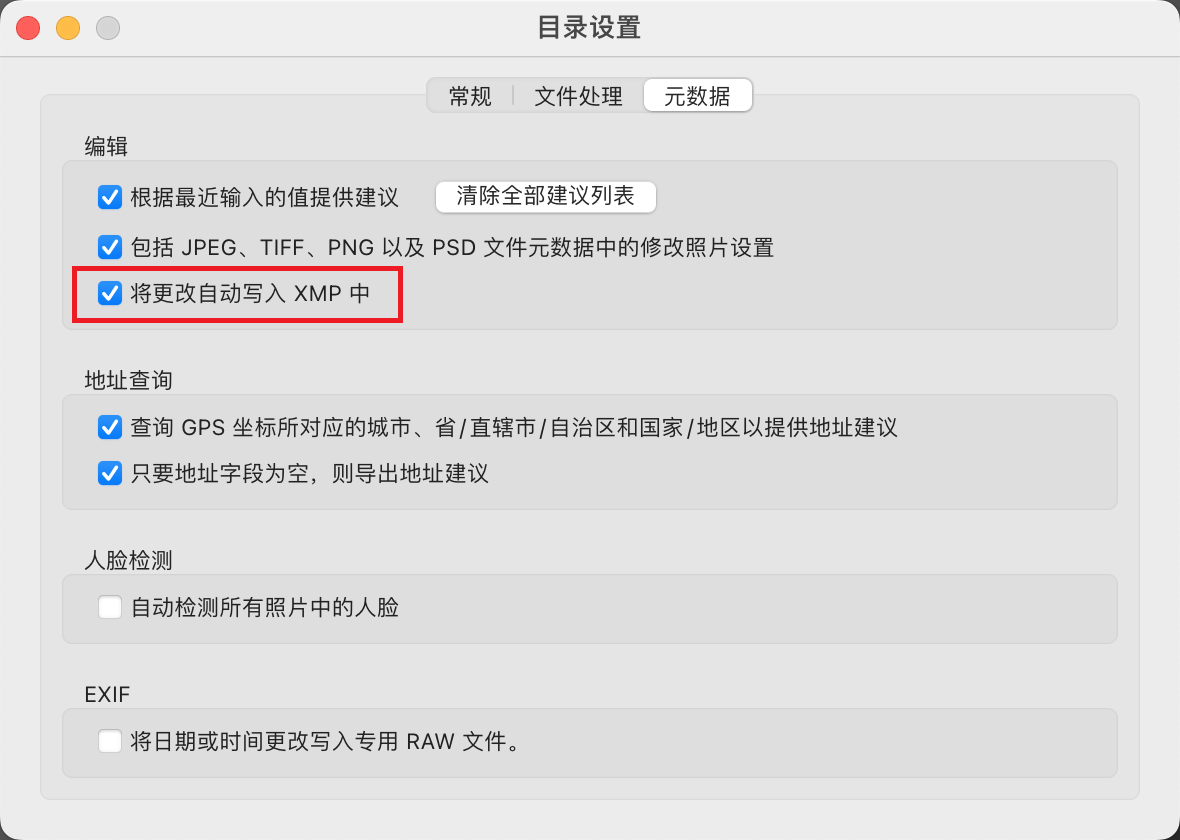 目录设置
常规 文件处理 元数据
编辑
根据最近输入的值提供建议 清除全部建议列表
包括 JPEG、TIFF、PNG 以及 PSD 文件元数据中的修改照片设置
将更改自动写入 XMP 中
地址查询
查询 GPS 坐标所对应的城市、省/直辖市/自治区和国家/地区以提供地址建议
只要地址字段为空，则导出地址建议
人脸检测
自动检测所有照片中的人脸
EXIF
将日期或时间更改写入专用 RAW 文件。